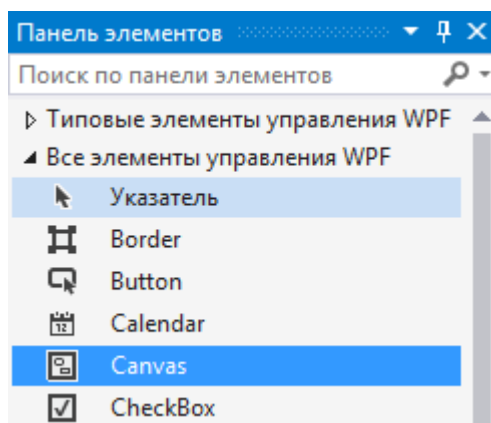 Панель элементов
Поиск по панели элементов
Типовые элементы управления WPF
Все элементы управления WPF
Указатель
Border
Button
Calendar
Canvas
CheckBox